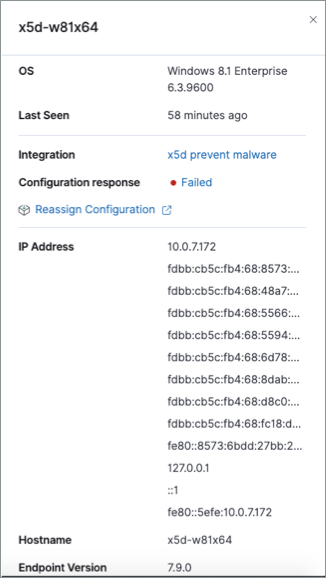 x5d-w81x64
OS Windows 8.1 Enterprise
6.3.9600
Last Seen 58 minutes ago
Integration x5d prevent malware
Configuration response Failed
Reassign Configuration
IP Address 10.0.7.172
fdbb:cb5c:fb4:68:8573:...
fdbb:cb5c:fb4:68:48a7:...
fdbb:cb5c:fb4:68:5566:...
fdbb:cb5c:fb4:68:5594:...
fdbb:cb5c:fb4:68:6d78:...
fdbb:cb5c:fb4:68:8dab:...
fdbb:cb5c:fb4:68:d8c0:...
fdbb:cb5c:fb4:68:fc18:d...
fe80::8573:6bdd:27bb:2...
127.0.0.1
::1
fe80::5efe:10.0.7.172
Hostname x5d-w81x64
Endpoint Version 7.9.0